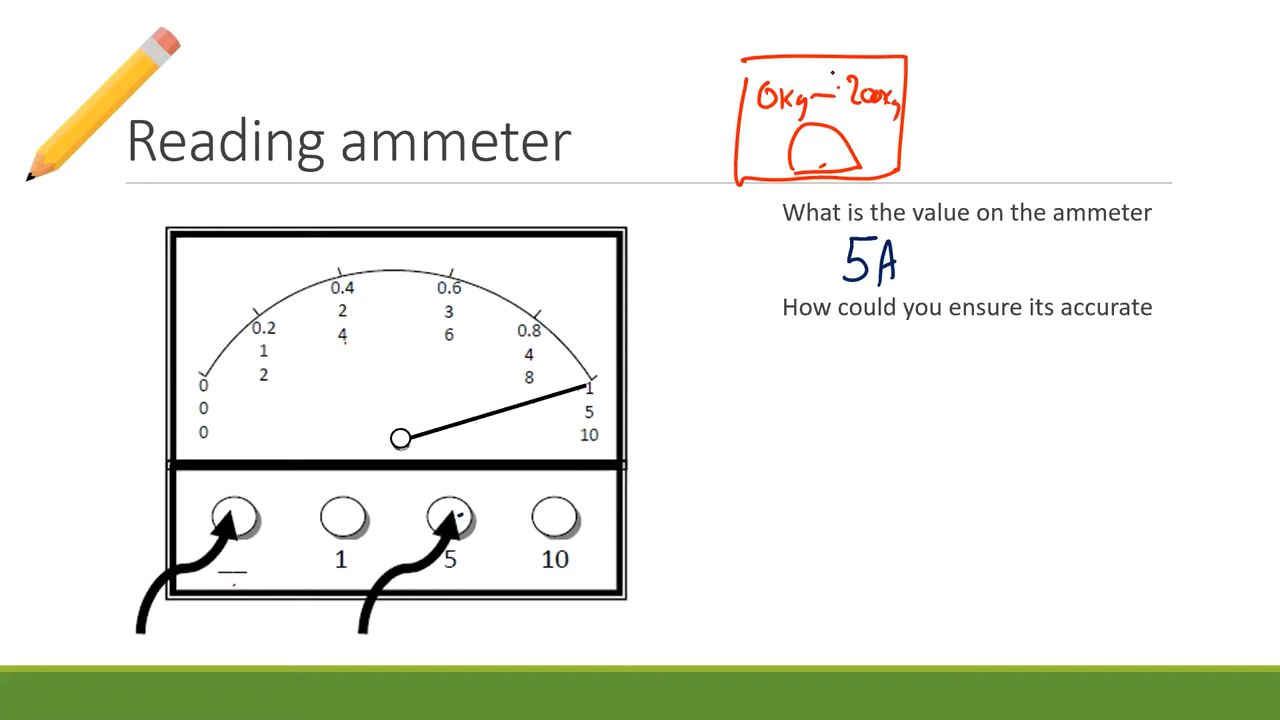 Reading ammeter
0Kg – 200Kg
What is the value on the ammeter
5A
How could you ensure its accurate
0 0.2 0.4 0.6 0.8 1
0 1 2 3 4 5
0 2 4 6 8 10
__ 1 5 10